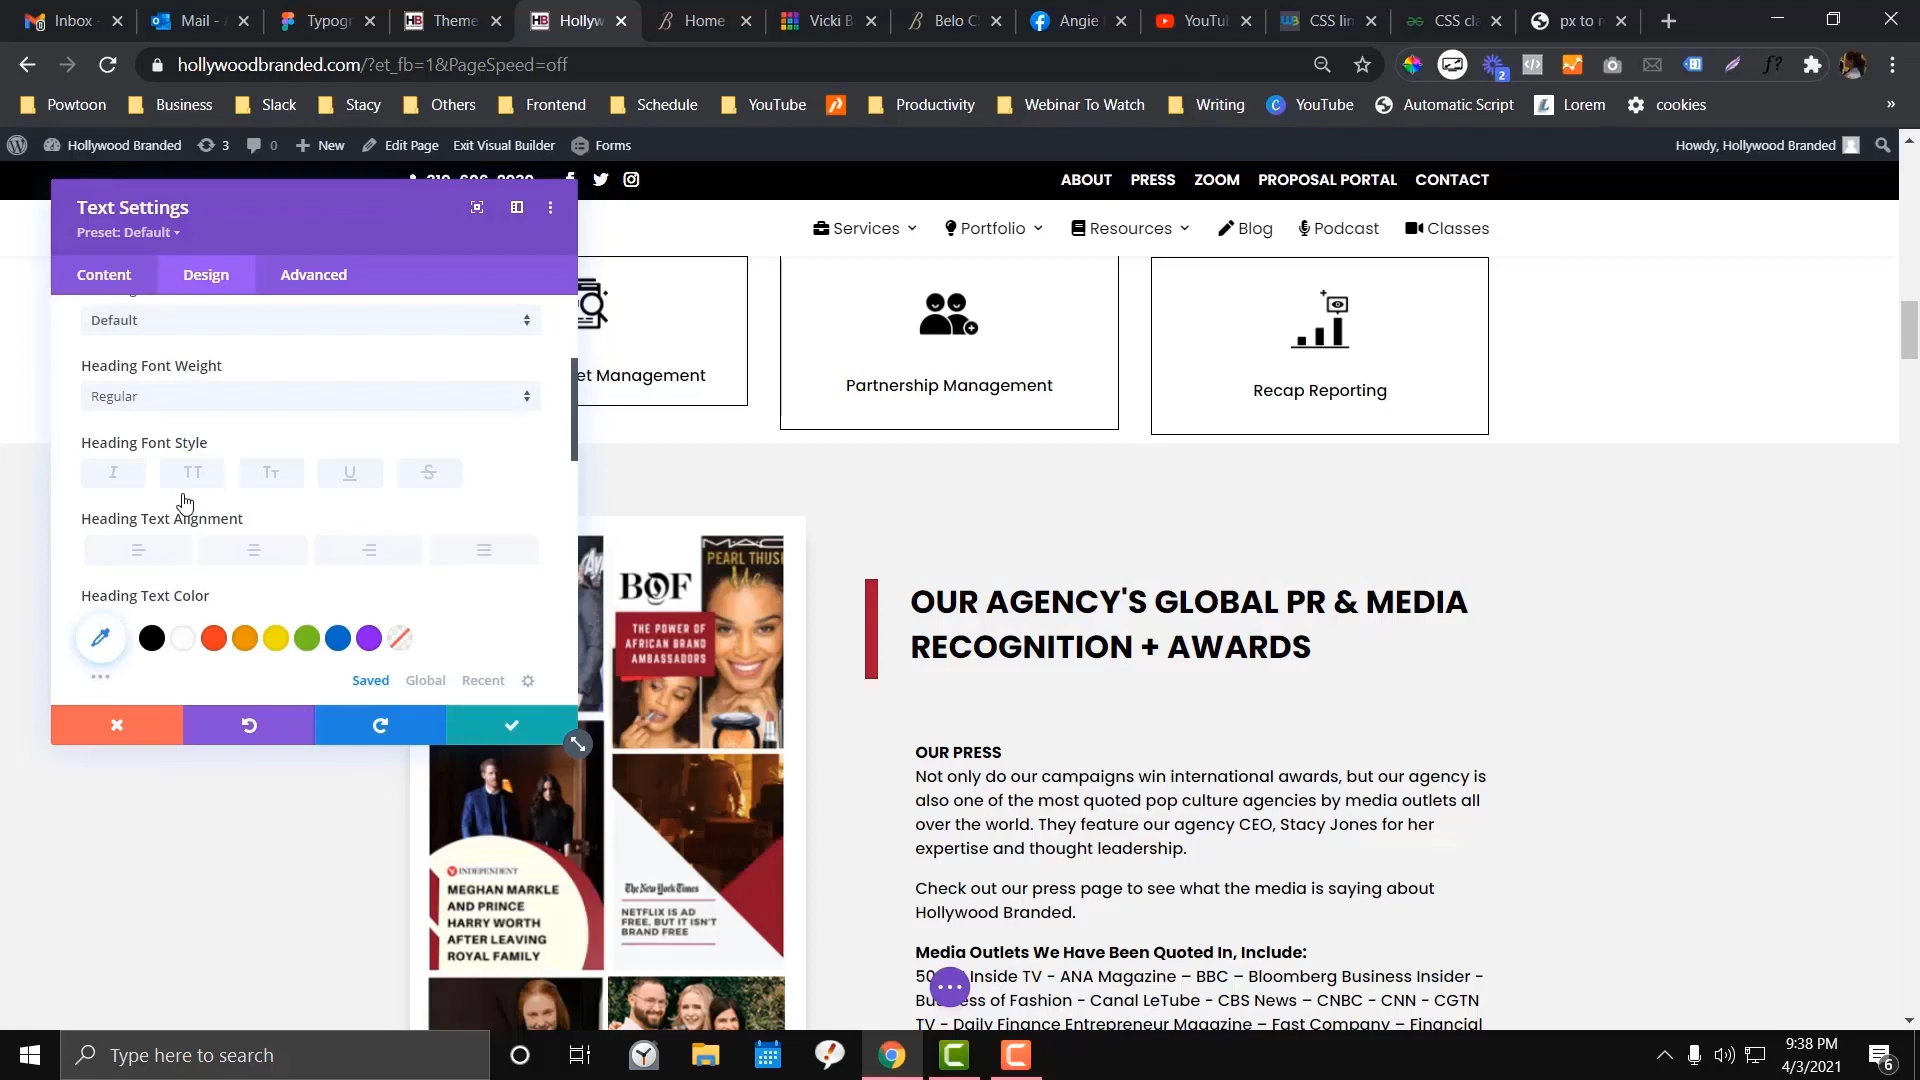 Inbox -
Mail -
Typogr
Theme
Hollyw
Home
Vicki B
Belo C
Angie
YouTu
CSS lin
CSS cl
px to r
hollywoodbranded.com/?et_fb=1&PageSpeed=off
Powtoon
Business
Slack
Stacy
Others
Frontend
Schedule
YouTube
Productivity
Webinar To Watch
Writing
YouTube
Automatic Script
Lorem
cookies
»
Hollywood Branded
3
0
New
Edit Page
Exit Visual Builder
Forms
Howdy, Hollywood Branded
ABOUT
PRESS
ZOOM
PROPOSAL PORTAL
CONTACT
Services
Portfolio
Resources
Blog
Podcast
Classes
Text Settings
Preset: Default
Content
Design
Advanced
Default
Heading Font Weight
Regular
Heading Font Style
I TT Tt U S
Heading Text Alignment
Heading Text Color
Saved
Global
Recent
et Management
Partnership Management
Recap Reporting
BOF
THE POWER OF
AFRICAN BRAND
AMBASSADORS
MAC
PEARL THUSI
Me
INDEPENDENT
MEGHAN MARKLE
AND PRINCE
HARRY WORTH
AFTER LEAVING
ROYAL FAMILY
The New York Times
NETFLIX IS AD
FREE, BUT IT ISN'T
BRAND FREE
OUR AGENCY'S GLOBAL PR & MEDIA
RECOGNITION + AWARDS
OUR PRESS
Not only do our campaigns win international awards, but our agency is
also one of the most quoted pop culture agencies by media outlets all
over the world. They feature our agency CEO, Stacy Jones for her
expertise and thought leadership.
Check out our press page to see what the media is saying about
Hollywood Branded.
Media Outlets We Have Been Quoted In, Include:
Inside TV - ANA Magazine – BBC – Bloomberg Business Insider -
of Fashion - Canal LeTube - CBS News – CNBC - CNN - CGTN
TV - Daily Finance Entrepreneur Magazine – Fast Company – Financial
Type here to search
9:38 PM
4/3/2021
6